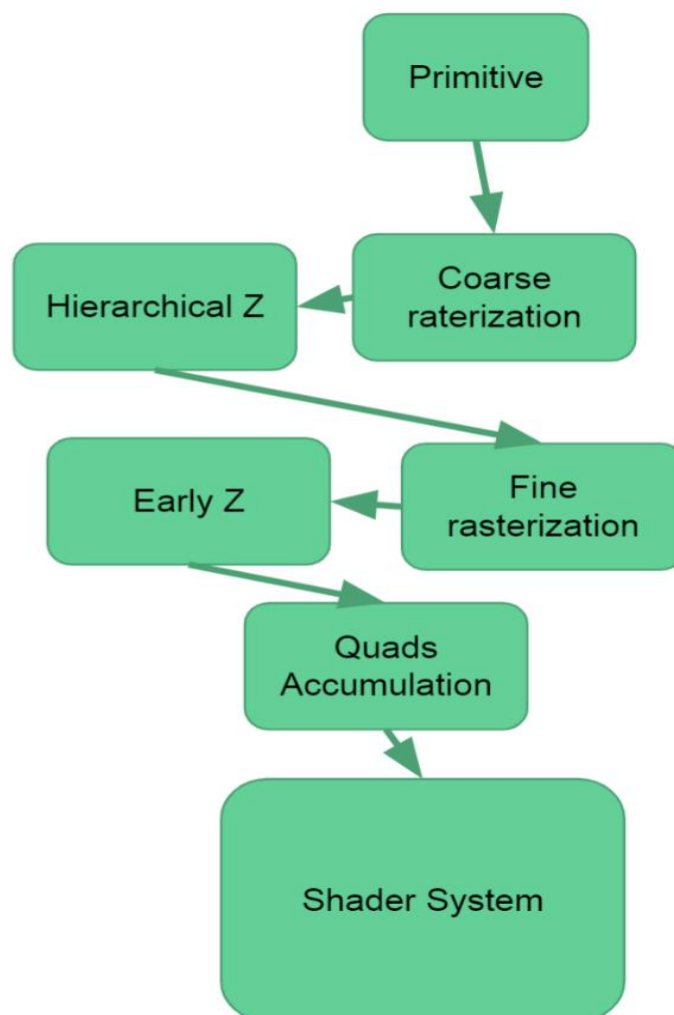 Primitive
Coarse
raterization
Hierarchical Z
Fine
rasterization
Early Z
Quads
Accumulation
Shader System